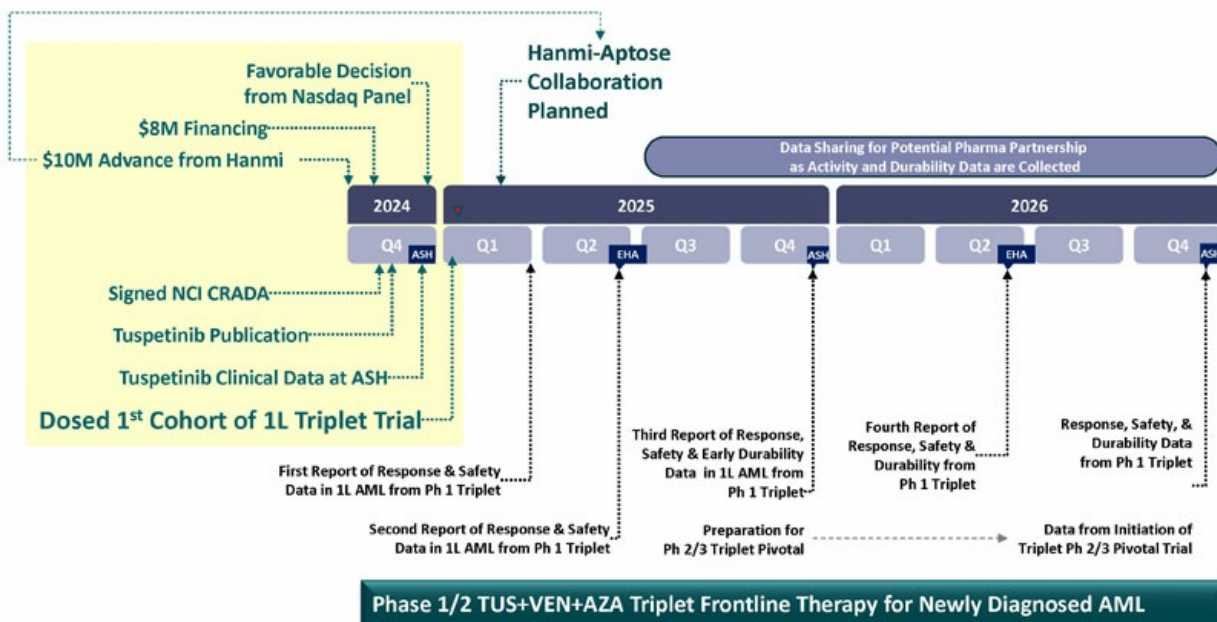 Hanmi-Aptose
Collaboration
Planned
Favorable Decision
from Nasdaq Panel
$8M Financing
$10M Advance from Hanmi
Data Sharing for Potential Pharma Partnership
as Activity and Durability Data are Collected
2024
2025
2026
Q4
ASH
Q1
Q2
EHA
Q3
Q4
ASH
Q1
Q2
EHA
Q3
Q4
ASH
Signed NCI CRADA
Tuspetinib Publication
Tuspetinib Clinical Data at ASH
Dosed 1st Cohort of 1L Triplet Trial
First Report of Response & Safety
Data in 1L AML from Ph 1 Triplet
Second Report of Response & Safety
Data in 1L AML from Ph 1 Triplet
Third Report of Response,
Safety & Early Durability
Data in 1L AML from
Ph 1 Triplet
Preparation for
Ph 2/3 Triplet Pivotal
Fourth Report of
Response, Safety &
Durability from
Ph 1 Triplet
Response, Safety, &
Durability Data
from Ph 1 Triplet
Data from Initiation of
Triplet Ph 2/3 Pivotal Trial
Phase 1/2 TUS+VEN+AZA Triplet Frontline Therapy for Newly Diagnosed AML